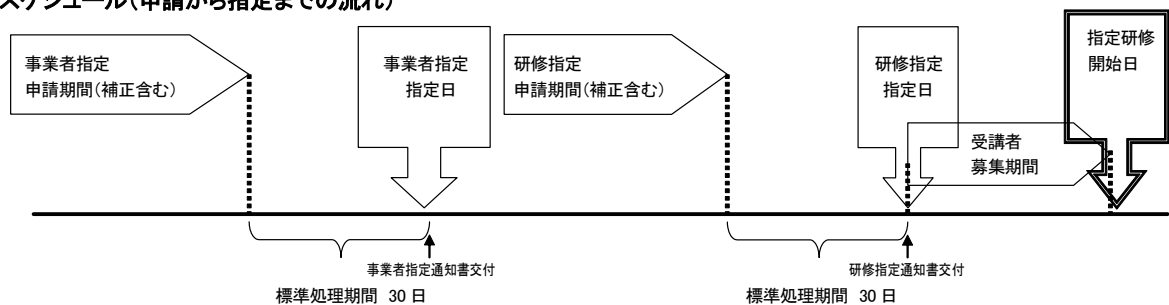 スケジュール(申請から指定までの流れ)
事業者指定
申請期間(補正含む)
事業者指定
指定日
研修指定
申請期間(補正含む)
研修指定
指定日
受講者
募集期間
指定研修
開始日
事業者指定通知書交付
標準処理期間 30日
研修指定通知書交付
標準処理期間 30日